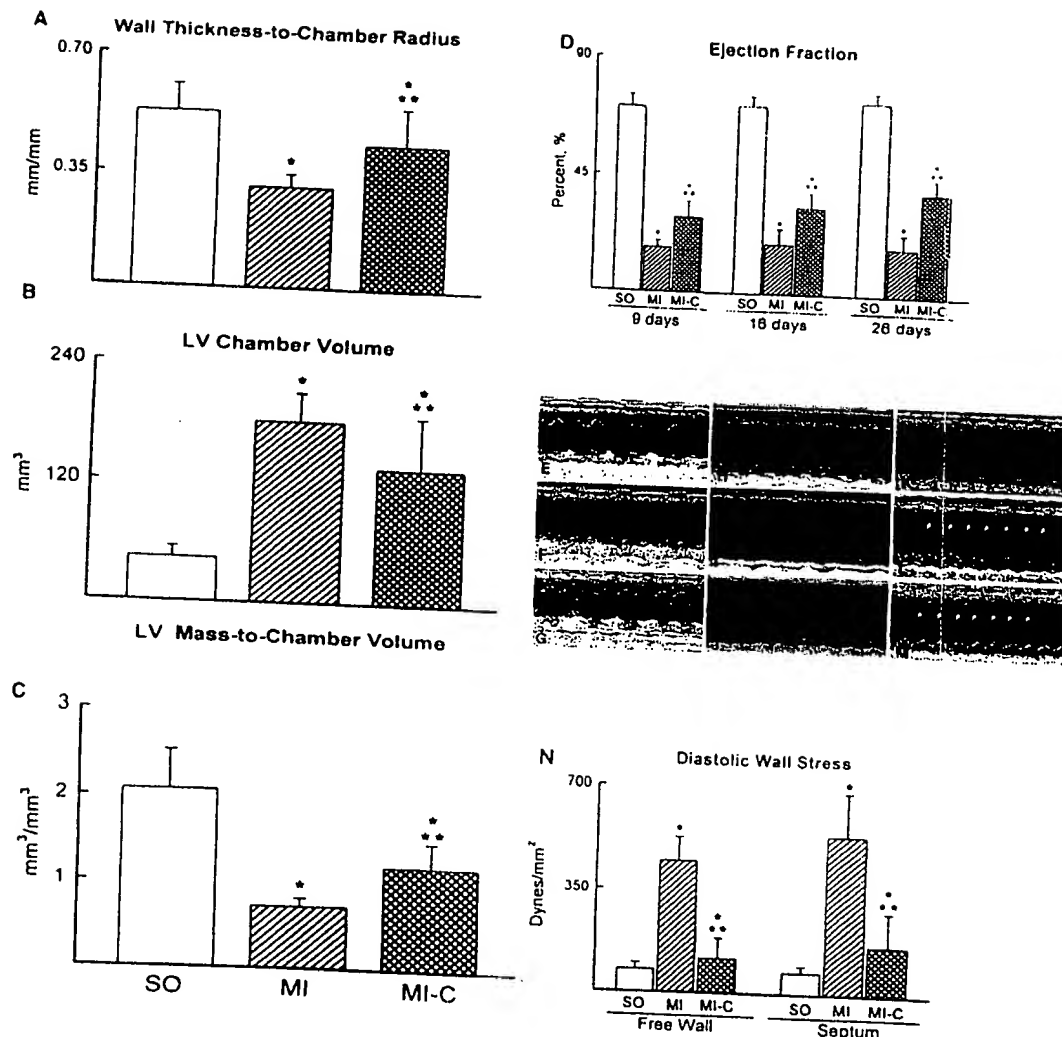 A
Wall Thickness-to-Chamber Radius
0.70
0.35
mm/mm
*
*
**
B
LV Chamber Volume
240
120
mm³
*
*
**
LV Mass-to-Chamber Volume
C
3
2
1
mm³/mm³
*
*
**
SO MI MI-C
D
Ejection Fraction
90
45
Percent, %
*
*
**
*
*
**
*
*
**
SO MI MI-C SO MI MI-C SO MI MI-C
9 days 16 days 28 days
E
F
G
N
Diastolic Wall Stress
700
350
Dynes/mm²
*
*
**
*
*
**
SO MI MI-C SO MI MI-C
Free Wall Septum